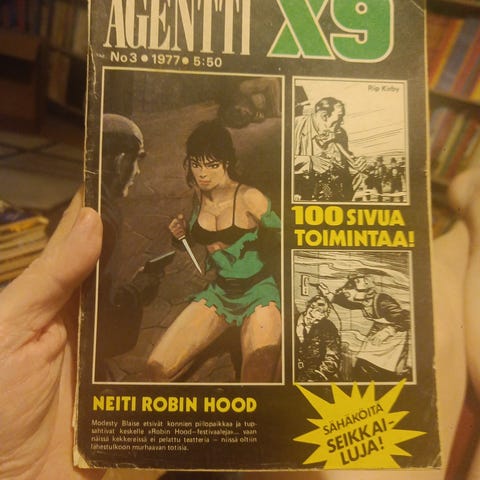 AGENTTI X9
No 3 • 1977 • 5:50
Rip Kirby
100 SIVUA
TOIMINTAA!
NEITI ROBIN HOOD
Modesty Blaise etsivät konnien piilopaikkaa ja tup-
sahtivat keskelle »Robin Hood-festivaaleja»... vaan
näissä kekkereissä ei pelattu teatteria – niissä oltiin
lähestulkoon murhaavan totisia.
SÄHÄKÖITÄ
SEIKKAI-
LUJA!